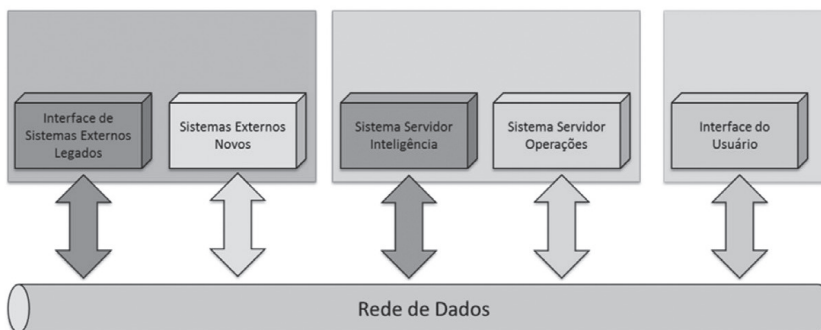 Interface de
Sistemas Externos
Legados
Sistemas Externos
Novos
Sistema Servidor
Inteligência
Sistema Servidor
Operações
Interface do
Usuário
Rede de Dados